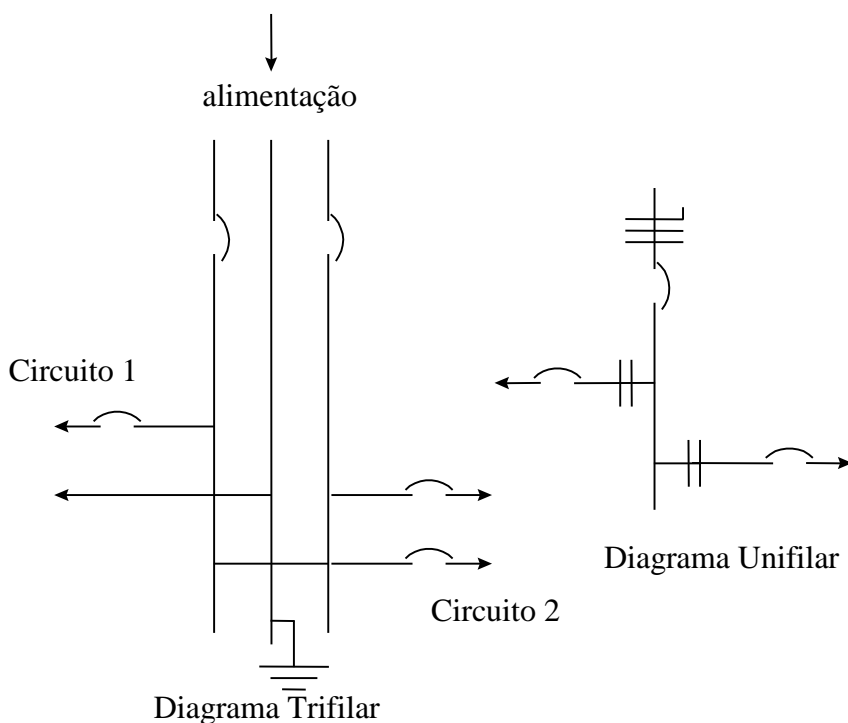 alimentação
Circuito 1
Diagrama Unifilar
Circuito 2
Diagrama Trifilar